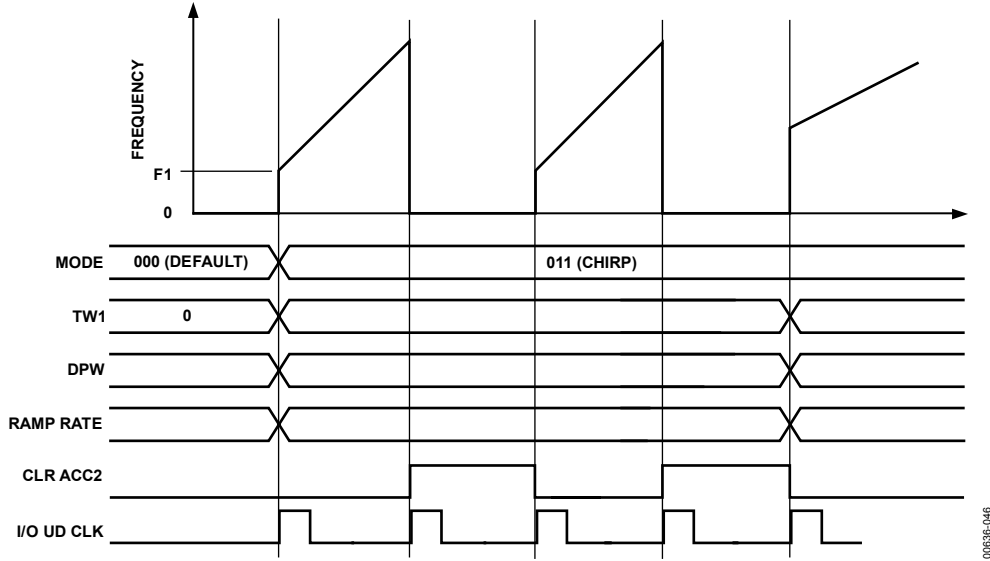 FREQUENCY
F1
0
MODE 000 (DEFAULT) 011 (CHIRP)
TW1 0
DPW
RAMP RATE
CLR ACC2
I/O UD CLK
00636-046